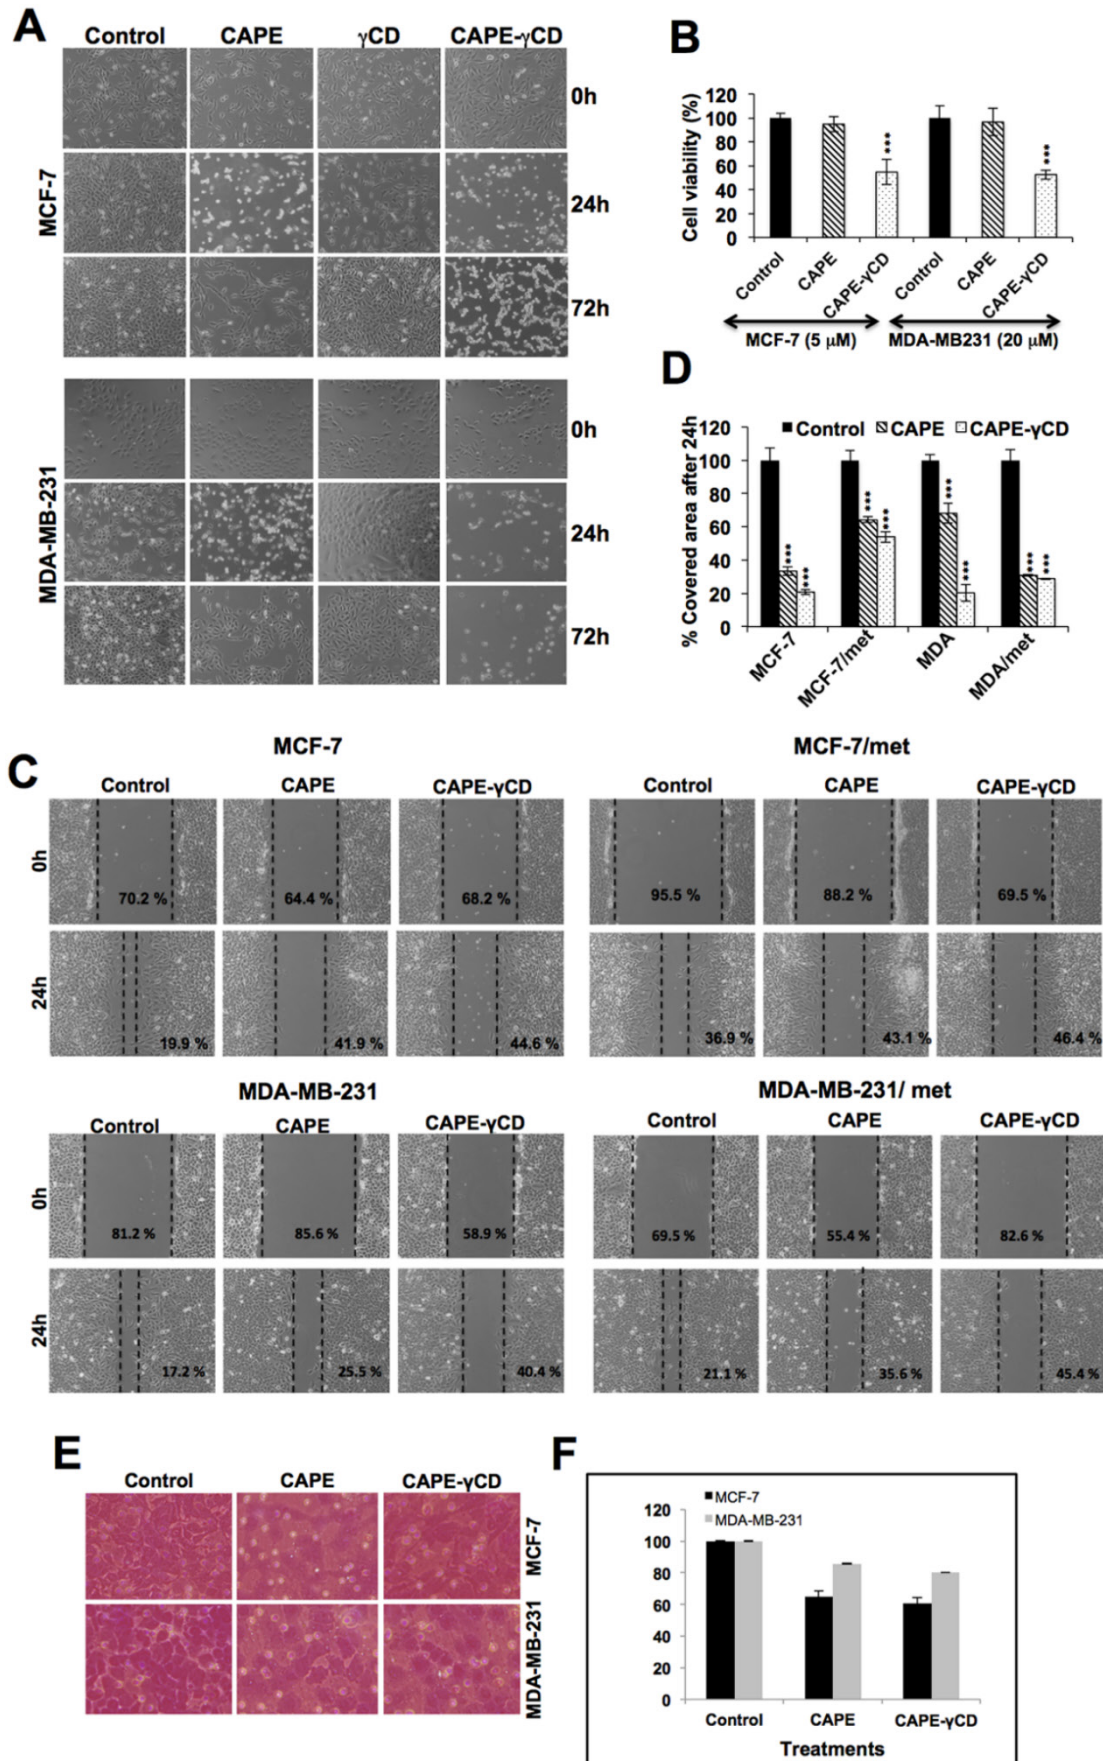 A
Control CAPE γCD CAPE-γCD
MCF-7
0h
24h
72h
MDA-MB-231
0h
24h
72h
B
Cell viability (%)
120
100
80
60
40
20
0
***
***
Control CAPE CAPE-γCD Control CAPE CAPE-γCD
MCF-7 (5 μM) MDA-MB231 (20 μM)
D
% Covered area after 24h
Control CAPE CAPE-γCD
120
100
80
60
40
20
0
*** *** *** *** *** *** *** ***
MCF-7 MCF-7/met MDA MDA/met
C
MCF-7
Control CAPE CAPE-γCD
0h
70.2 % 64.4 % 68.2 %
24h
19.9 % 41.9 % 44.6 %
MCF-7/met
Control CAPE CAPE-γCD
95.5 % 88.2 % 69.5 %
36.9 % 43.1 % 46.4 %
MDA-MB-231
Control CAPE CAPE-γCD
0h
81.2 % 85.6 % 58.9 %
24h
17.2 % 25.5 % 40.4 %
MDA-MB-231/ met
Control CAPE CAPE-γCD
69.5 % 55.4 % 82.6 %
21.1 % 35.6 % 45.4 %
E
Control CAPE CAPE-γCD
MCF-7
MDA-MB-231
F
MCF-7
MDA-MB-231
120
100
80
60
40
20
0
Control CAPE CAPE-γCD
Treatments